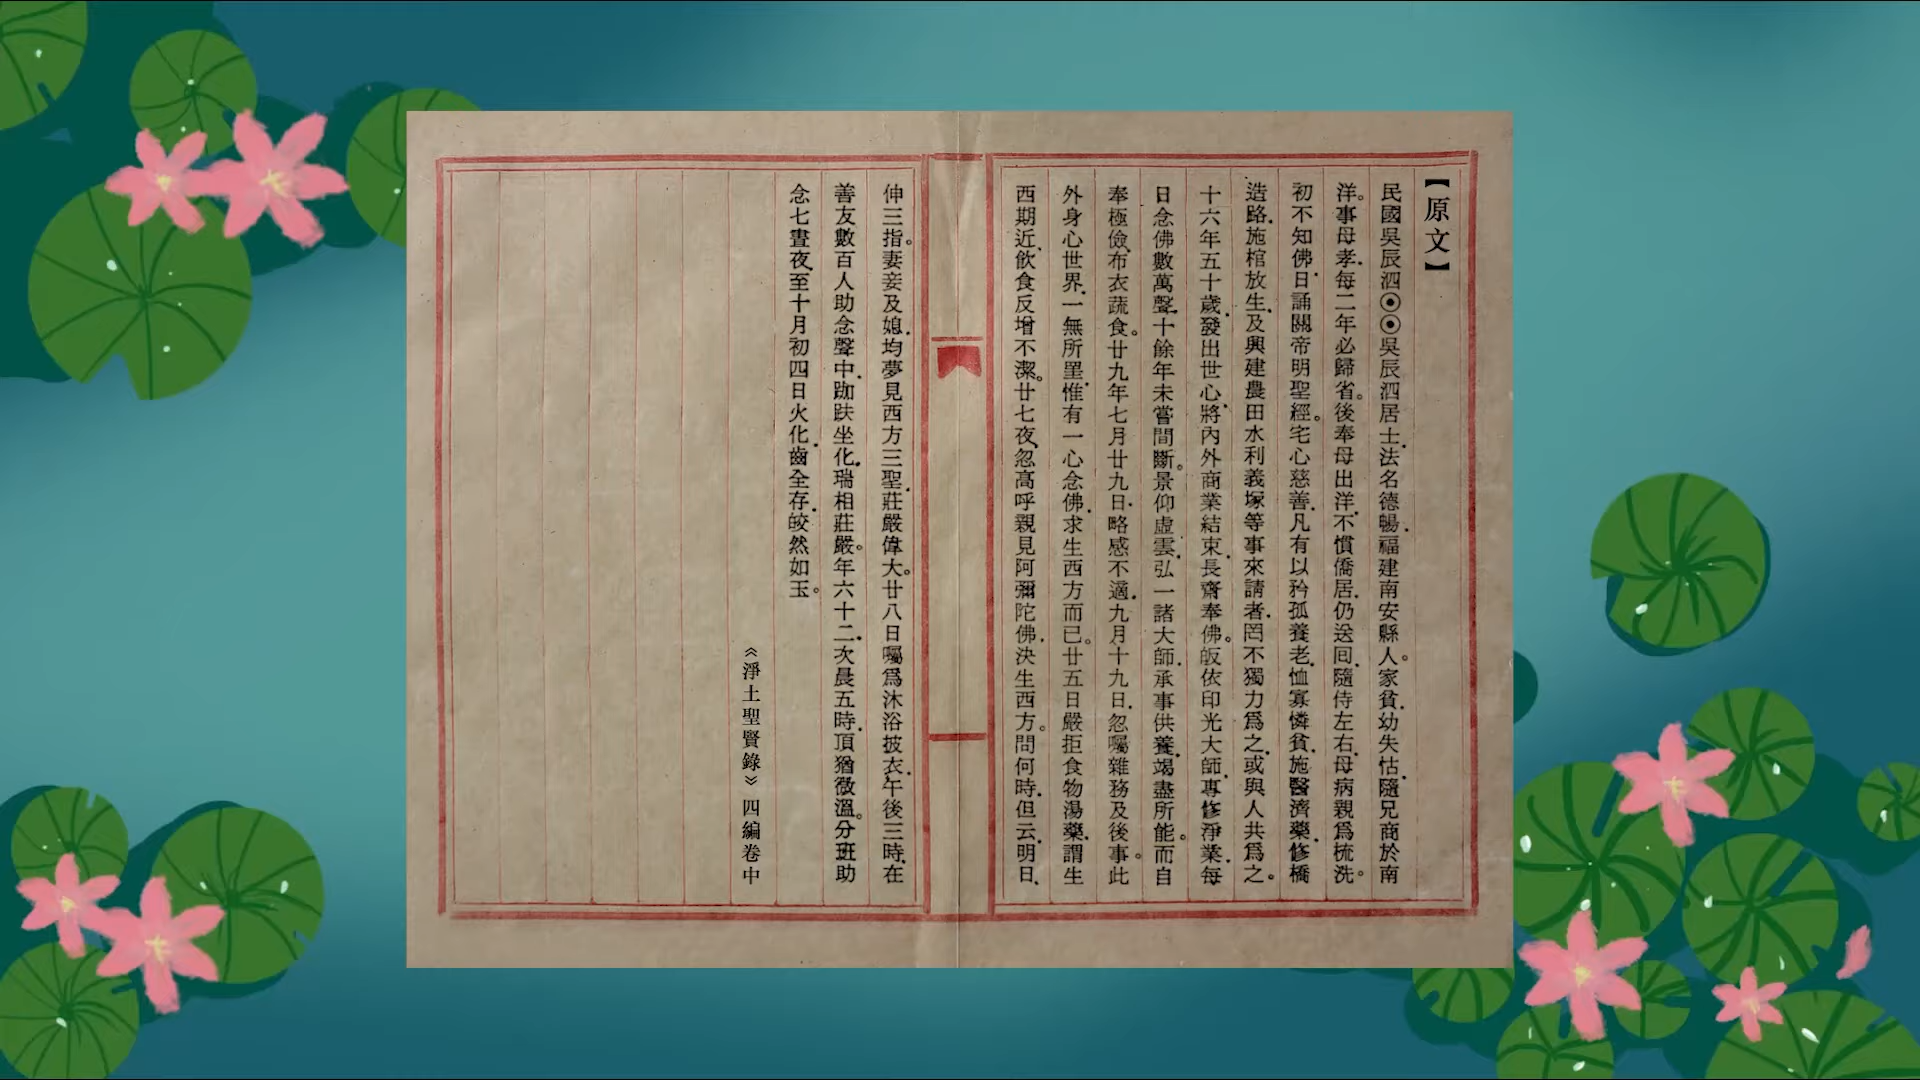 【原文】
民國吳辰泗⊙⊙吳辰泗居士.法名德暢.福建南安縣人。家貧.幼失怙.隨兄商於南
洋。事母孝.每二年必歸省。後奉母出洋.不慣僑居.仍送囘.隨侍左右.母病親爲梳洗。
初不知佛.日誦關帝明聖經。宅心慈善.凡有以矜孤養老.恤寡憐貧.施醫濟藥.修橋
造路.施棺放生.及興建農田水利義塚等事來請者.罔不獨力爲之.或與人共爲之。
十六年五十歲.發出世心.將內外商業結束.長齋奉佛。皈依印光大師.專修淨業.每
日念佛數萬聲.十餘年未嘗間斷。景仰虛雲.弘一諸大師.承事供養.竭盡所能。而自
奉極儉.布衣蔬食。廿九年七月廿九日.略感不適.九月十九日.忽囑雜務及後事。此
外身心世界.一無所罣.惟有一心念佛.求生西方而已。廿五日嚴拒食物湯藥.謂生
西期近.飲食反增不潔。廿七夜.忽高呼親見阿彌陀佛.決生西方。問何時.但云.明日.
伸三指。妻妾及媳.均夢見西方三聖.莊嚴偉大。廿八日囑爲沐浴披衣.午後三時.在
善友數百人助念聲中.跏趺坐化.瑞相莊嚴。年六十二.次晨五時.頂猶微溫。分班助
念七晝夜.至十月初四日火化.齒全存.皎然如玉。
《淨土聖賢錄》四編卷中